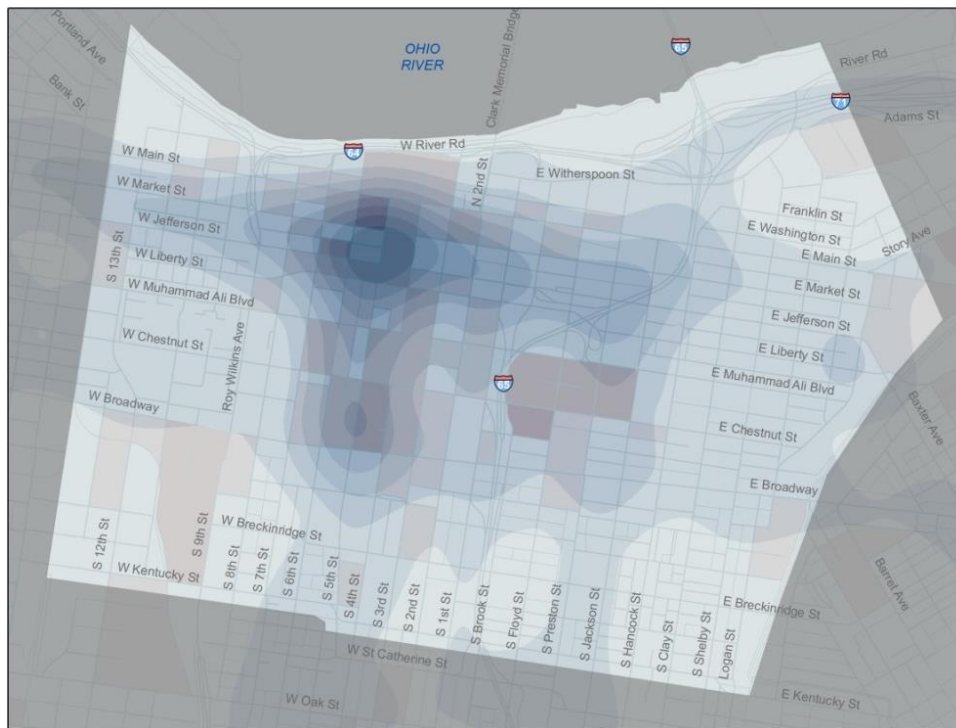 Portland Ave
Bank St
OHIO
RIVER
Clark Memorial Bridge
65
River Rd
71
Adams St
64
W River Rd
N 2nd St
E Witherspoon St
W Main St
W Market St
W Jefferson St
S 13th St
W Liberty St
W Muhammad Ali Blvd
W Chestnut St
Roy Wilkins Ave
W Broadway
Franklin St
E Washington St
Story Ave
E Main St
E Market St
E Jefferson St
E Liberty St
E Muhammad Ali Blvd
65
E Chestnut St
Baxter Ave
E Broadway
S 12th St
S 9th St
W Breckinridge St
W Kentucky St
S 8th St
S 7th St
S 6th St
S 5th St
S 4th St
S 3rd St
S 2nd St
S 1st St
S Brook St
S Floyd St
S Preston St
S Jackson St
S Hancock St
S Clay St
S Shelby St
Logan St
E Breckinridge St
Barret Ave
W St Catherine St
W Oak St
E Kentucky St